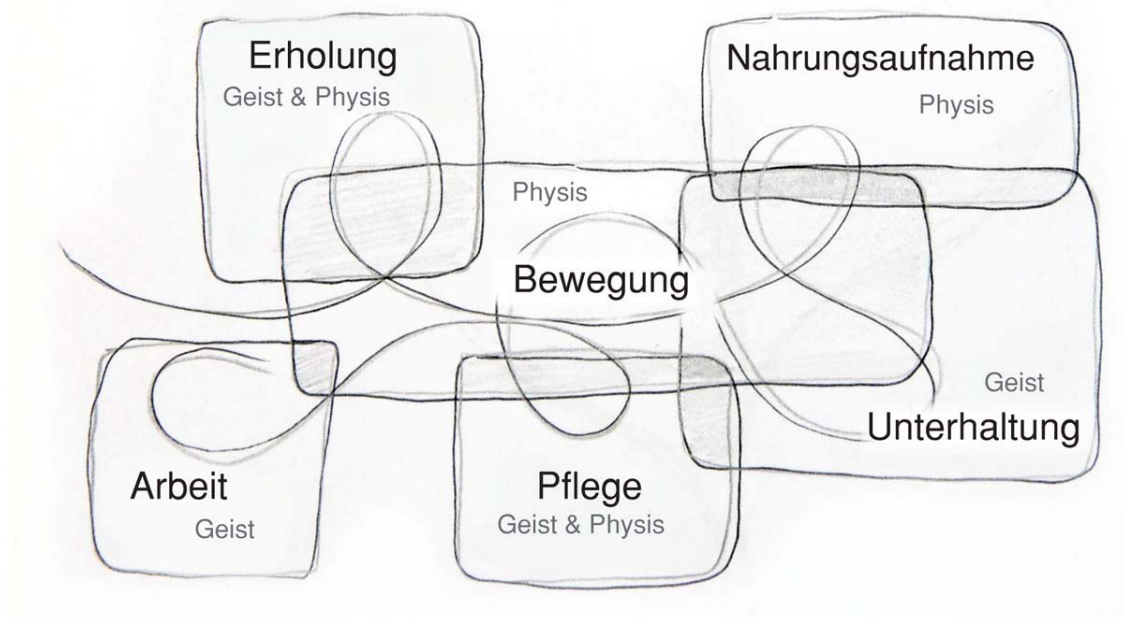 Erholung
Geist & Physis
Nahrungsaufnahme
Physis
Physis
Bewegung
Geist
Unterhaltung
Arbeit
Geist
Pflege
Geist & Physis